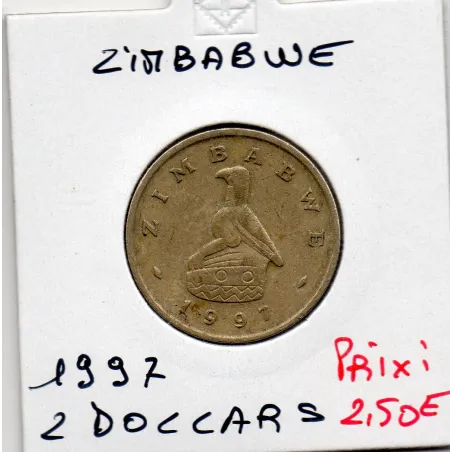 ZIMBABWE
ZIMBABWE
1997
1997 PRIX:
2 DOLLARS 2,50€